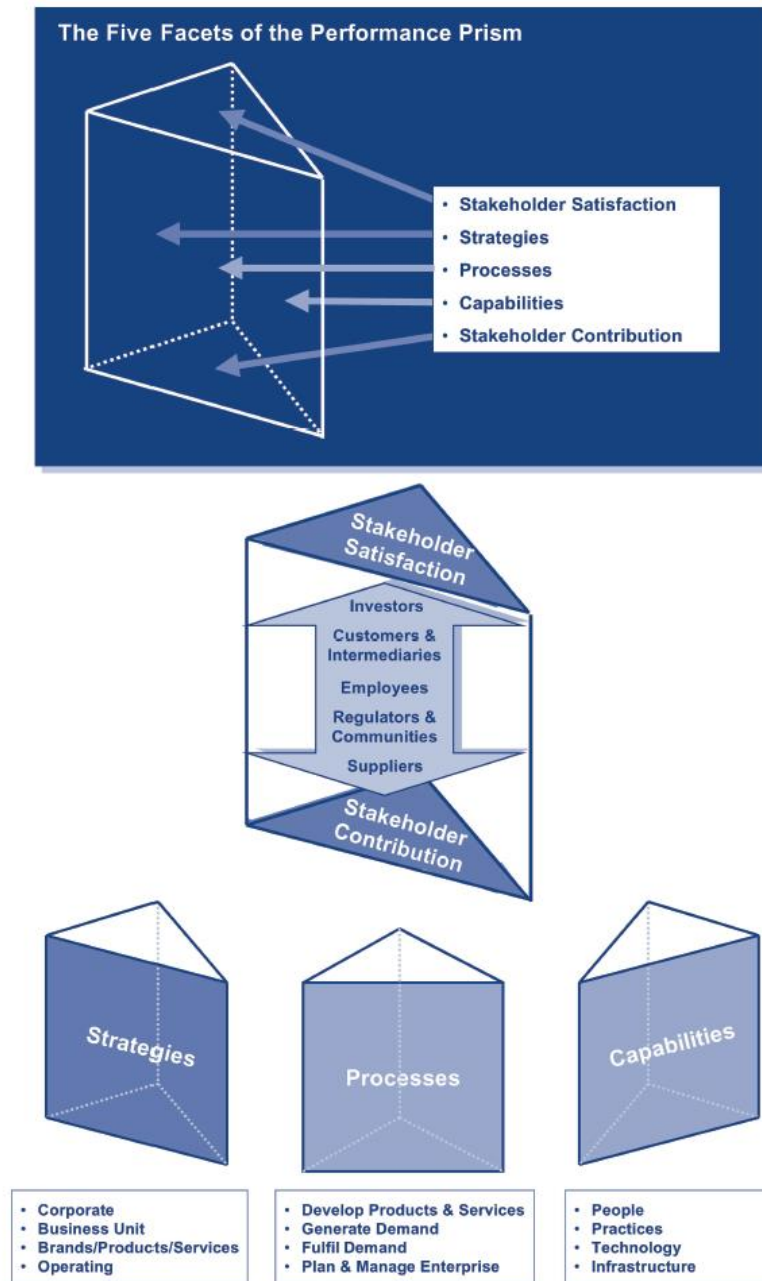 The Five Facets of the Performance Prism
• Stakeholder Satisfaction
• Strategies
• Processes
• Capabilities
• Stakeholder Contribution
Stakeholder
Satisfaction
Investors
Customers &
Intermediaries
Employees
Regulators &
Communities
Suppliers
Stakeholder
Contribution
Strategies
Processes
Capabilities
• Corporate
• Business Unit
• Brands/Products/Services
• Operating
• Develop Products & Services
• Generate Demand
• Fulfil Demand
• Plan & Manage Enterprise
• People
• Practices
• Technology
• Infrastructure